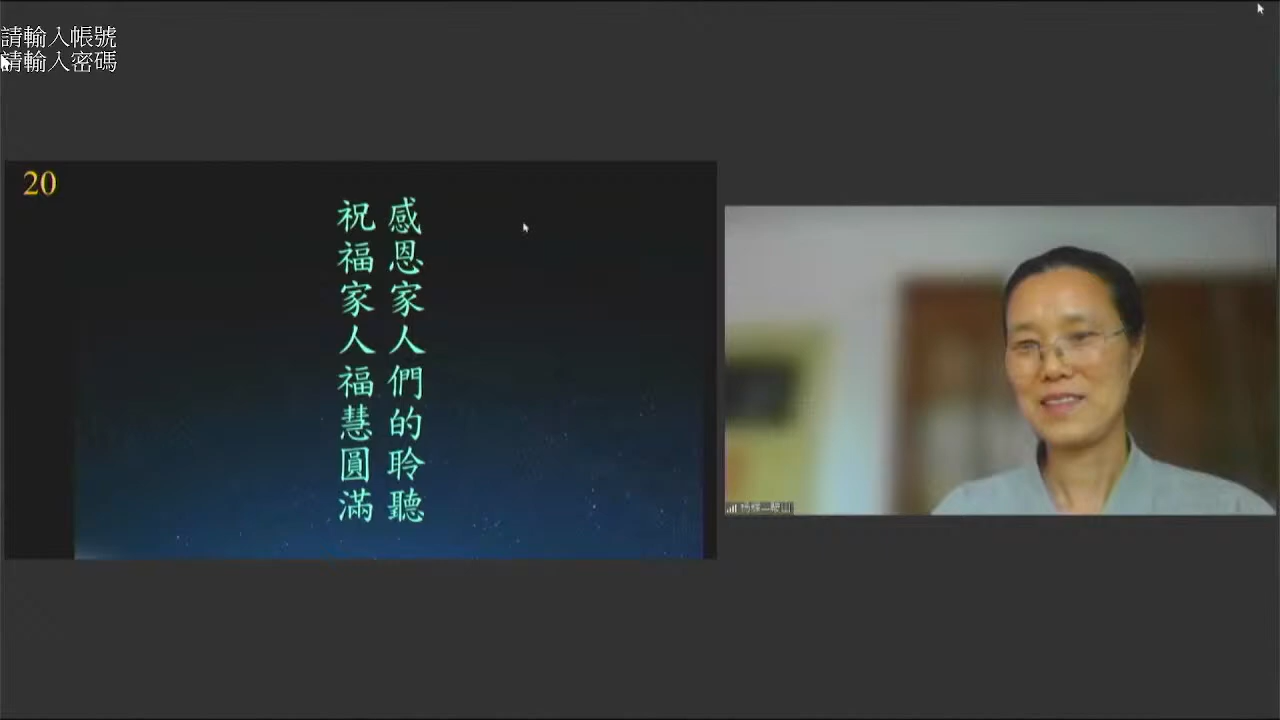 請輸入帳號
請輸入密碼
20
感恩家人們的聆聽
祝福家人福慧圓滿